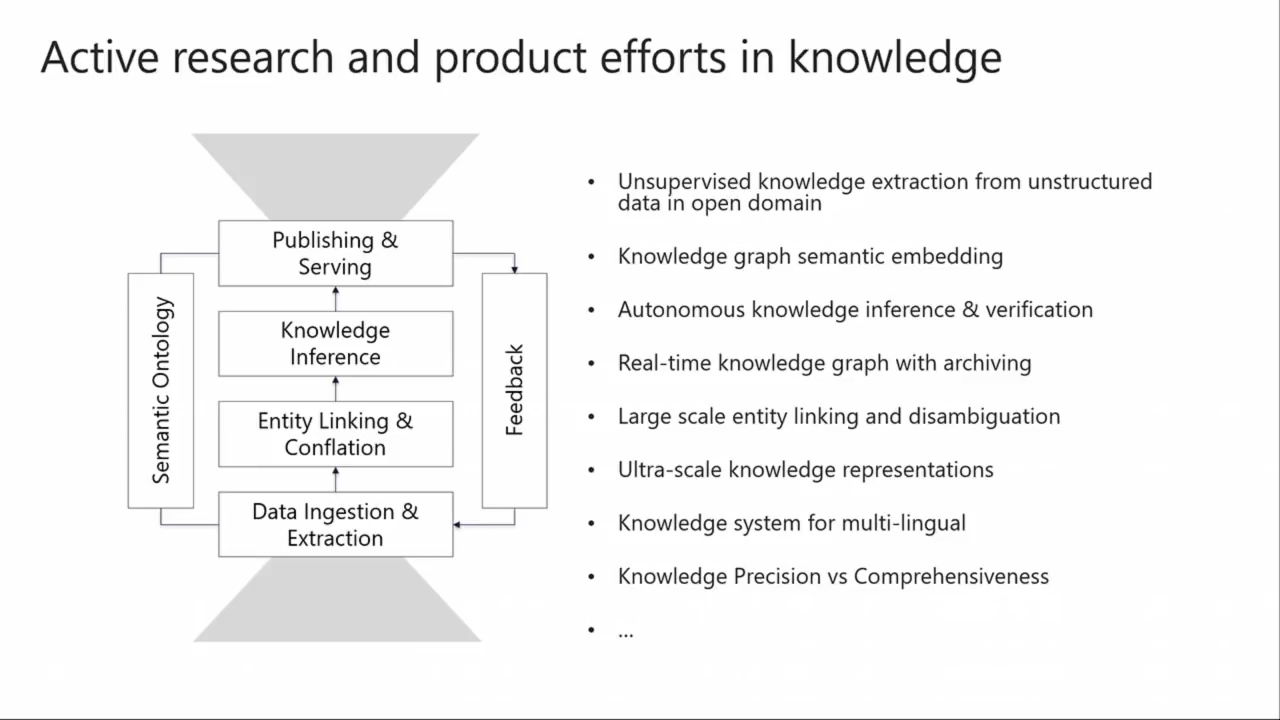 Active research and product efforts in knowledge
Publishing &
Serving
Knowledge
Inference
Entity Linking &
Conflation
Data Ingestion &
Extraction
Semantic Ontology
Feedback
• Unsupervised knowledge extraction from unstructured
data in open domain
• Knowledge graph semantic embedding
• Autonomous knowledge inference & verification
• Real-time knowledge graph with archiving
• Large scale entity linking and disambiguation
• Ultra-scale knowledge representations
• Knowledge system for multi-lingual
• Knowledge Precision vs Comprehensiveness
• ...